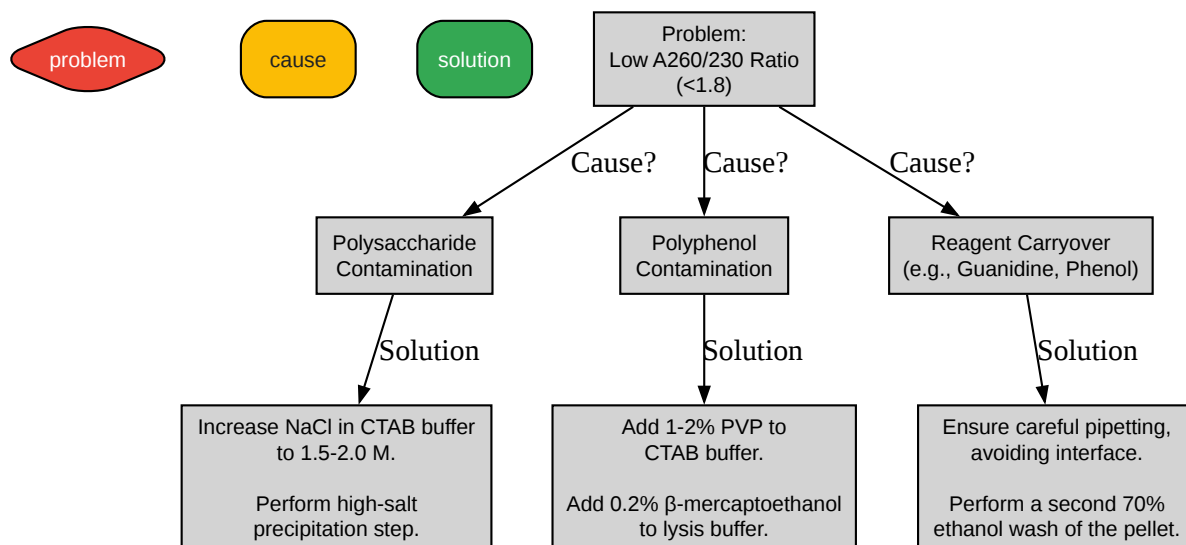 problem
cause
solution
Problem:
Low A260/230 Ratio
(<1.8)
Cause?
Cause?
Cause?
Polysaccharide
Contamination
Polyphenol
Contamination
Reagent Carryover
(e.g., Guanidine, Phenol)
Solution
Solution
Solution
Increase NaCl in CTAB buffer
to 1.5-2.0 M.
Perform high-salt
precipitation step.
Add 1-2% PVP to
CTAB buffer.
Add 0.2% β-mercaptoethanol
to lysis buffer.
Ensure careful pipetting,
avoiding interface.
Perform a second 70%
ethanol wash of the pellet.